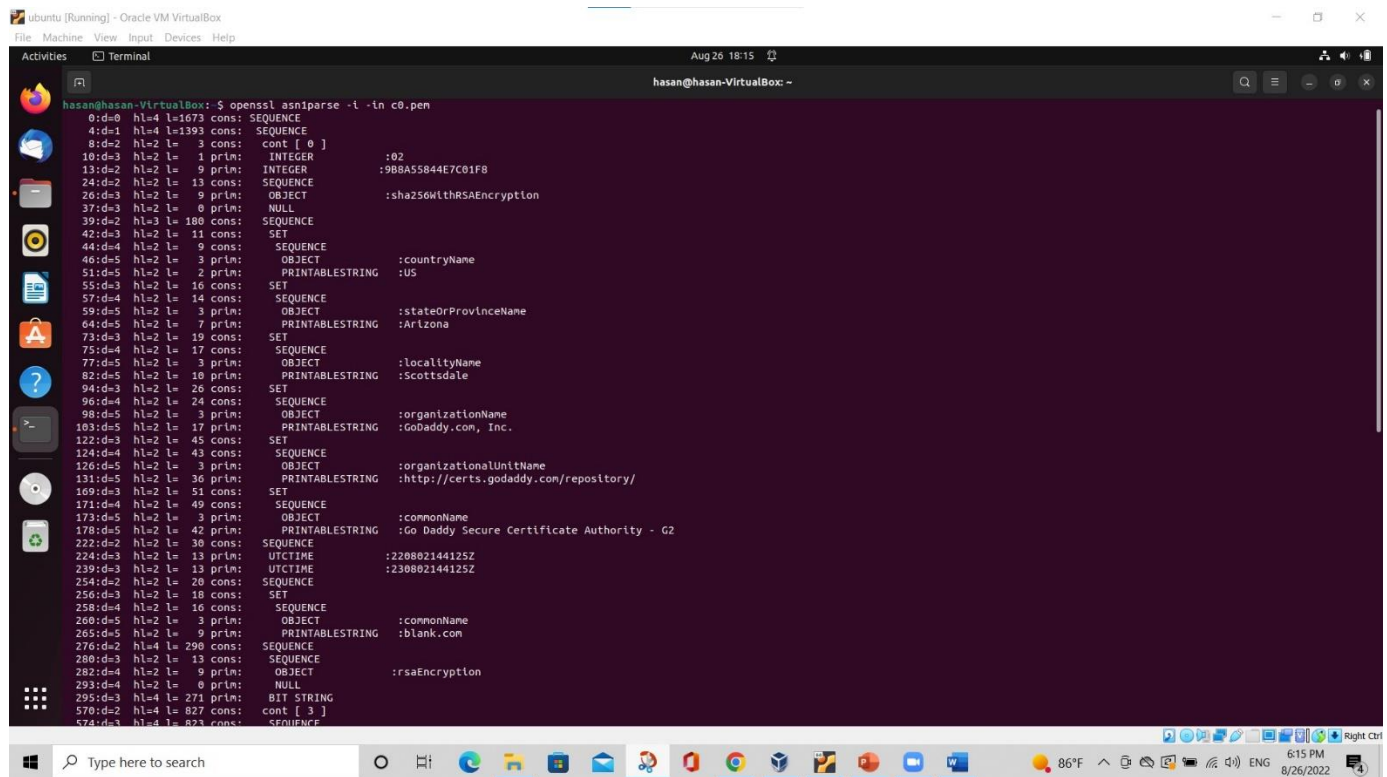 ubuntu [Running] - Oracle VM VirtualBox
File Machine View Input Devices Help
Activities Terminal Aug 26 18:15
hasan@hasan-VirtualBox: ~
hasan@hasan-VirtualBox:~$ openssl asn1parse -i -in c0.pem
0:d=0 hl=4 l=1673 cons: SEQUENCE
4:d=1 hl=4 l=1393 cons: SEQUENCE
8:d=2 hl=2 l= 3 cons: cont [ 0 ]
10:d=3 hl=2 l= 1 prim: INTEGER :02
13:d=2 hl=2 l= 9 prim: INTEGER :9B8A55844E7C01F8
24:d=2 hl=2 l= 13 cons: SEQUENCE
26:d=3 hl=2 l= 9 prim: OBJECT :sha256WithRSAEncryption
37:d=3 hl=2 l= 0 prim: NULL
39:d=2 hl=3 l= 180 cons: SEQUENCE
42:d=3 hl=2 l= 11 cons: SET
44:d=4 hl=2 l= 9 cons: SEQUENCE
46:d=5 hl=2 l= 3 prim: OBJECT :countryName
51:d=5 hl=2 l= 2 prim: PRINTABLESTRING :US
55:d=3 hl=2 l= 16 cons: SET
57:d=4 hl=2 l= 14 cons: SEQUENCE
59:d=5 hl=2 l= 3 prim: OBJECT :stateOrProvinceName
64:d=5 hl=2 l= 7 prim: PRINTABLESTRING :Arizona
73:d=3 hl=2 l= 19 cons: SET
75:d=4 hl=2 l= 17 cons: SEQUENCE
77:d=5 hl=2 l= 3 prim: OBJECT :localityName
82:d=5 hl=2 l= 10 prim: PRINTABLESTRING :Scottsdale
94:d=3 hl=2 l= 26 cons: SET
96:d=4 hl=2 l= 24 cons: SEQUENCE
98:d=5 hl=2 l= 3 prim: OBJECT :organizationName
103:d=5 hl=2 l= 17 prim: PRINTABLESTRING :GoDaddy.com, Inc.
122:d=3 hl=2 l= 45 cons: SET
124:d=4 hl=2 l= 43 cons: SEQUENCE
126:d=5 hl=2 l= 3 prim: OBJECT :organizationalUnitName
131:d=5 hl=2 l= 36 prim: PRINTABLESTRING :http://certs.godaddy.com/repository/
169:d=3 hl=2 l= 51 cons: SET
171:d=4 hl=2 l= 49 cons: SEQUENCE
173:d=5 hl=2 l= 3 prim: OBJECT :commonName
178:d=5 hl=2 l= 42 prim: PRINTABLESTRING :Go Daddy Secure Certificate Authority - G2
222:d=2 hl=2 l= 30 cons: SEQUENCE
224:d=3 hl=2 l= 13 prim: UTCTIME :220802144125Z
239:d=3 hl=2 l= 13 prim: UTCTIME :230802144125Z
254:d=2 hl=2 l= 20 cons: SEQUENCE
256:d=3 hl=2 l= 18 cons: SET
258:d=4 hl=2 l= 16 cons: SEQUENCE
260:d=5 hl=2 l= 3 prim: OBJECT :commonName
265:d=5 hl=2 l= 9 prim: PRINTABLESTRING :blank.com
276:d=2 hl=4 l= 290 cons: SEQUENCE
280:d=3 hl=2 l= 13 cons: SEQUENCE
282:d=4 hl=2 l= 9 prim: OBJECT :rsaEncryption
293:d=4 hl=2 l= 0 prim: NULL
295:d=3 hl=4 l= 271 prim: BIT STRING
570:d=2 hl=4 l= 827 cons: cont [ 3 ]
574:d=3 hl=4 l= 823 cons: SEQUENCE
Right Ctrl
Type here to search
86°F ENG 6:15 PM
8/26/2022
4